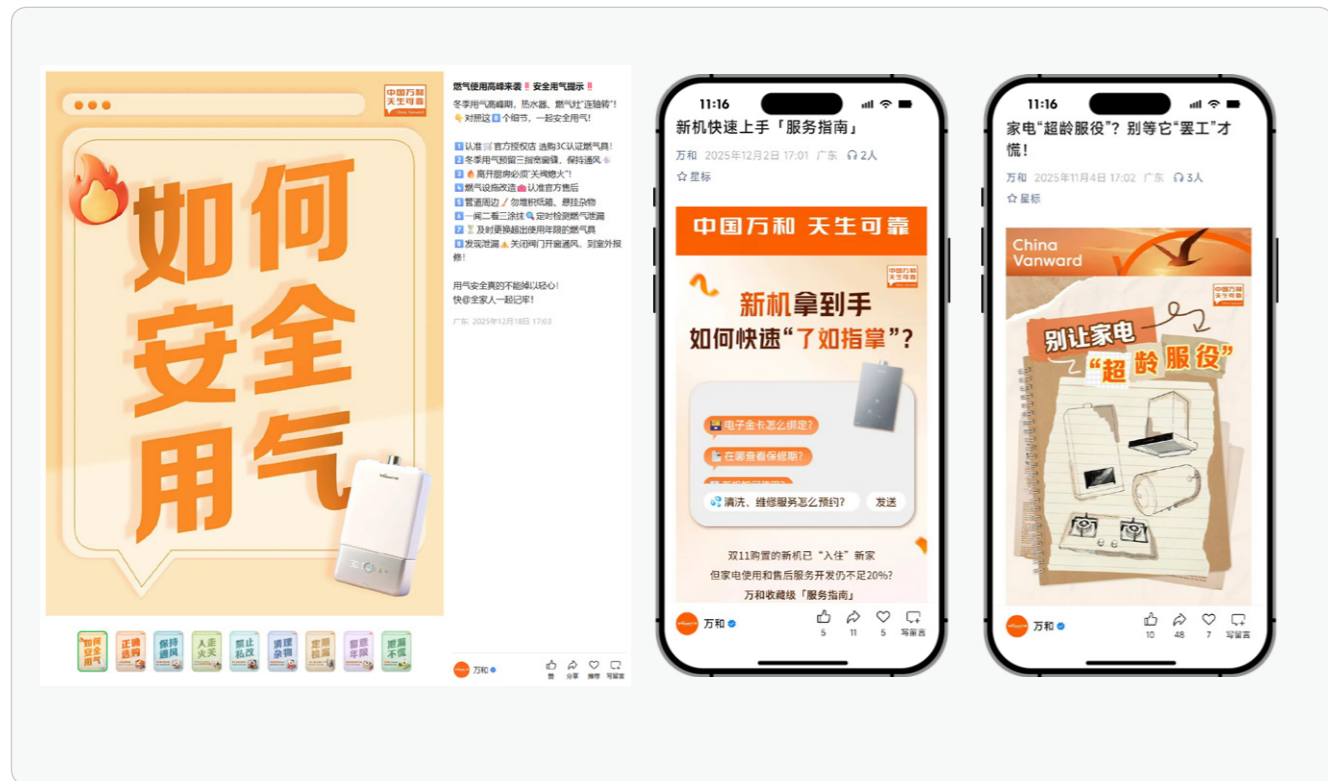 中国万和
天生可靠
如何
安全
用气
燃气使用高峰来袭‼️安全用气提示‼️
冬季用气高峰期，热水器、燃气灶“连轴转”！
👇对照这8️⃣个细节，一起安全用气！
1️⃣认准🛒官方授权店 选购3C认证燃气具！
2️⃣冬季用气预留三指宽窗缝，保持通风💨
3️⃣🔥离开厨房必须“关阀熄火”！
4️⃣燃气设施改造👛认准官方售后
5️⃣管道周边🧹勿堆积纸箱、悬挂杂物
6️⃣一闻二看三涂抹🔍定时检测燃气泄漏
7️⃣⏳及时更换超出使用年限的燃气具
8️⃣发现泄漏⚠️关闭阀门开窗通风、到室外报
修！
用气安全真的不能掉以轻心！
快@全家人一起记牢！
广东 2025年12月18日 17:03
如何
安全
用气
正确
选购
保持
通风
人走
火关
禁止
私改
清理
杂物
定期
检漏
留意
年限
泄漏
不慌
万和
赞 分享 推荐 写留言
11:16
新机快速上手「服务指南」
万和 2025年12月2日 17:01 广东 2人
星标
中国万和 天生可靠
中国万和
天生可靠
新机拿到手
如何快速“了如指掌”？
电子金卡怎么绑定？
在哪查看保修期？
清洗、维修服务怎么预约？ 发送
双11购置的新机已“入住”新家
但家电使用和售后服务开发仍不足20%？
万和收藏级「服务指南」
万和
5 11 5 写留言
11:16
家电“超龄服役”？别等它“罢工”才
慌！
万和 2025年11月4日 17:02 广东 3人
星标
China
Vanward
中国万和
天生可靠
别让家电
“超龄服役”
万和
10 48 7 写留言